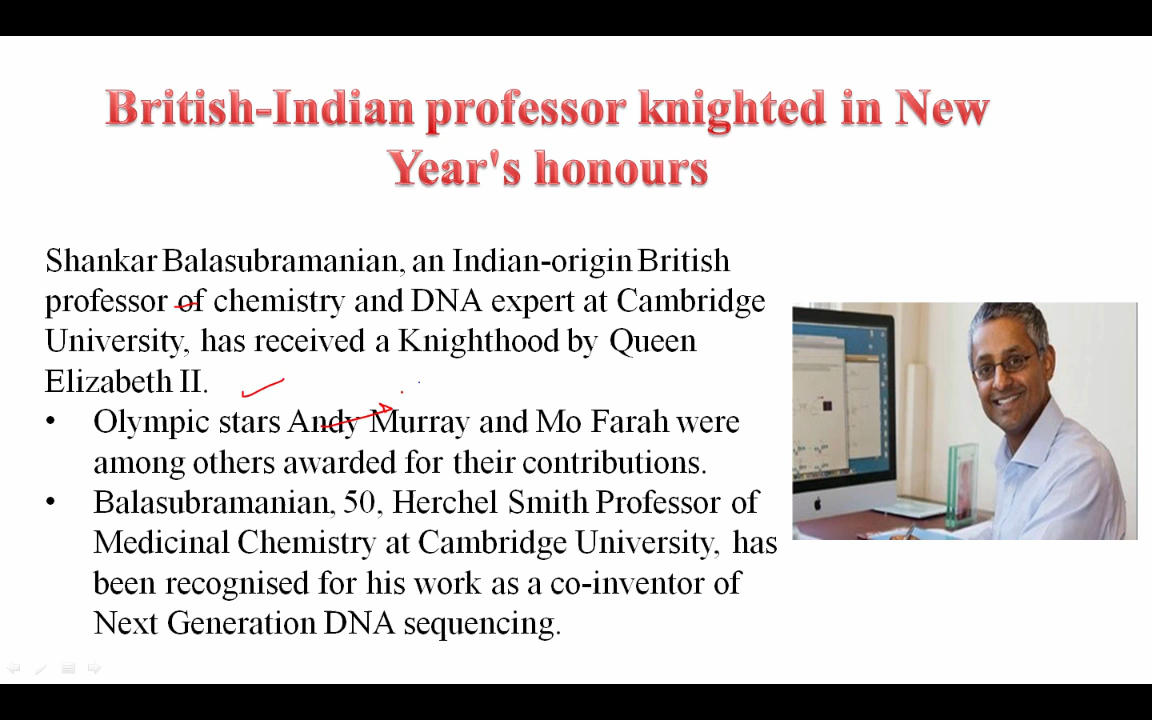 British-Indian professor knighted in New
Year's honours
Shankar Balasubramanian, an Indian-origin British
professor of chemistry and DNA expert at Cambridge
University, has received a Knighthood by Queen
Elizabeth II.
• Olympic stars Andy Murray and Mo Farah were
among others awarded for their contributions.
• Balasubramanian, 50, Herchel Smith Professor of
Medicinal Chemistry at Cambridge University, has
been recognised for his work as a co-inventor of
Next Generation DNA sequencing.